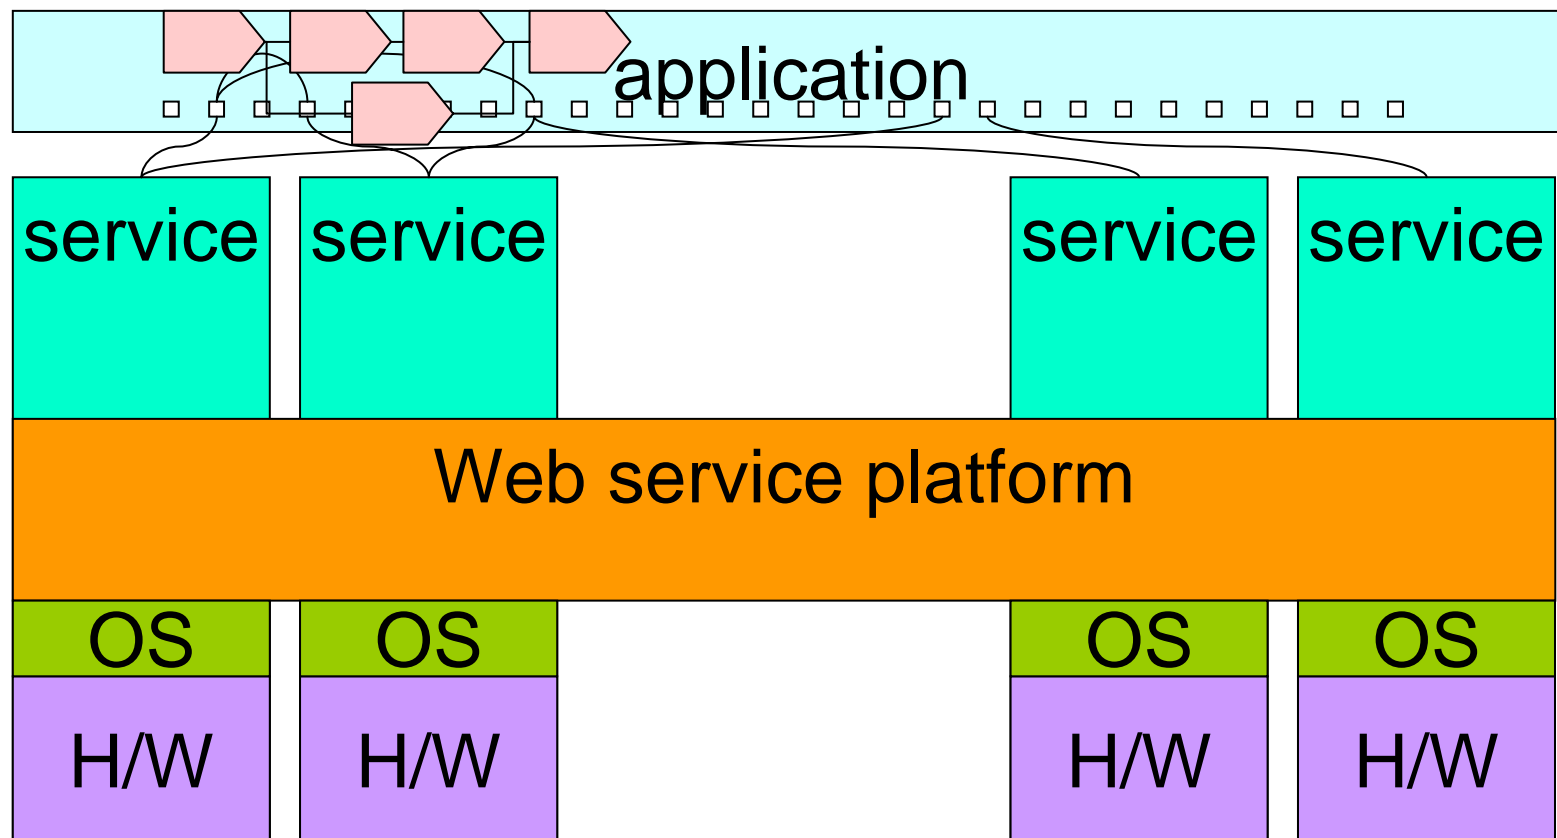 application
service
service
service
service
Web service platform
OS
OS
OS
OS
H/W
H/W
H/W
H/W